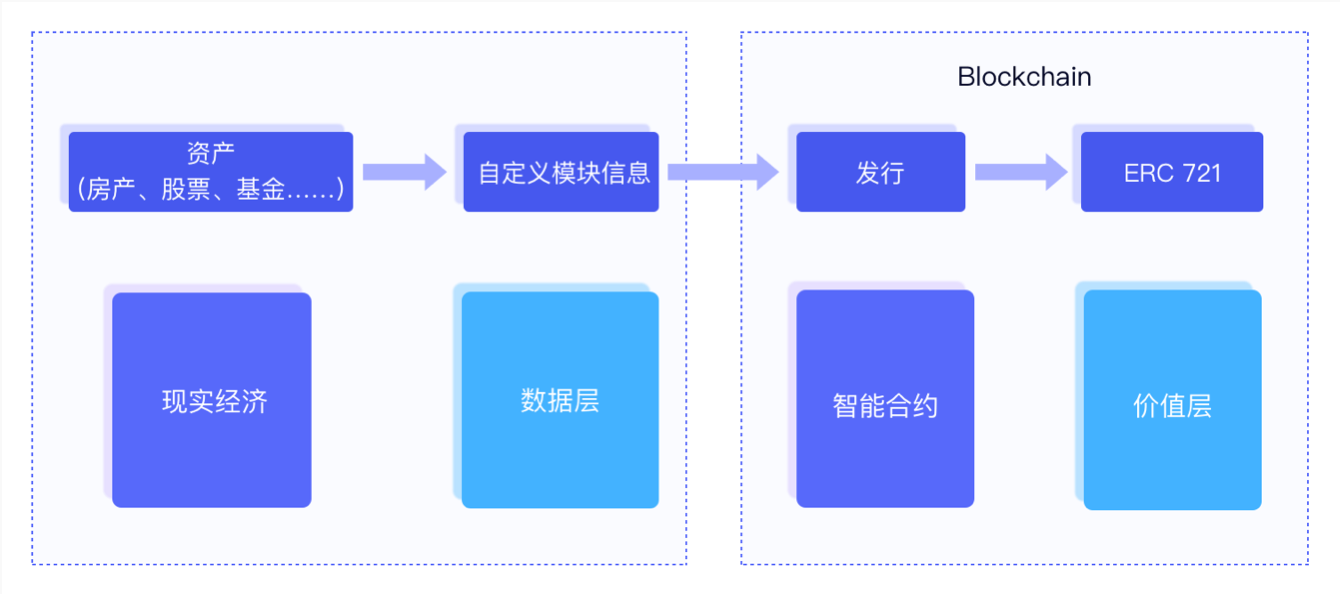 Blockchain
资产
(房产、股票、基金……)
自定义模块信息
发行
ERC 721
现实经济
数据层
智能合约
价值层